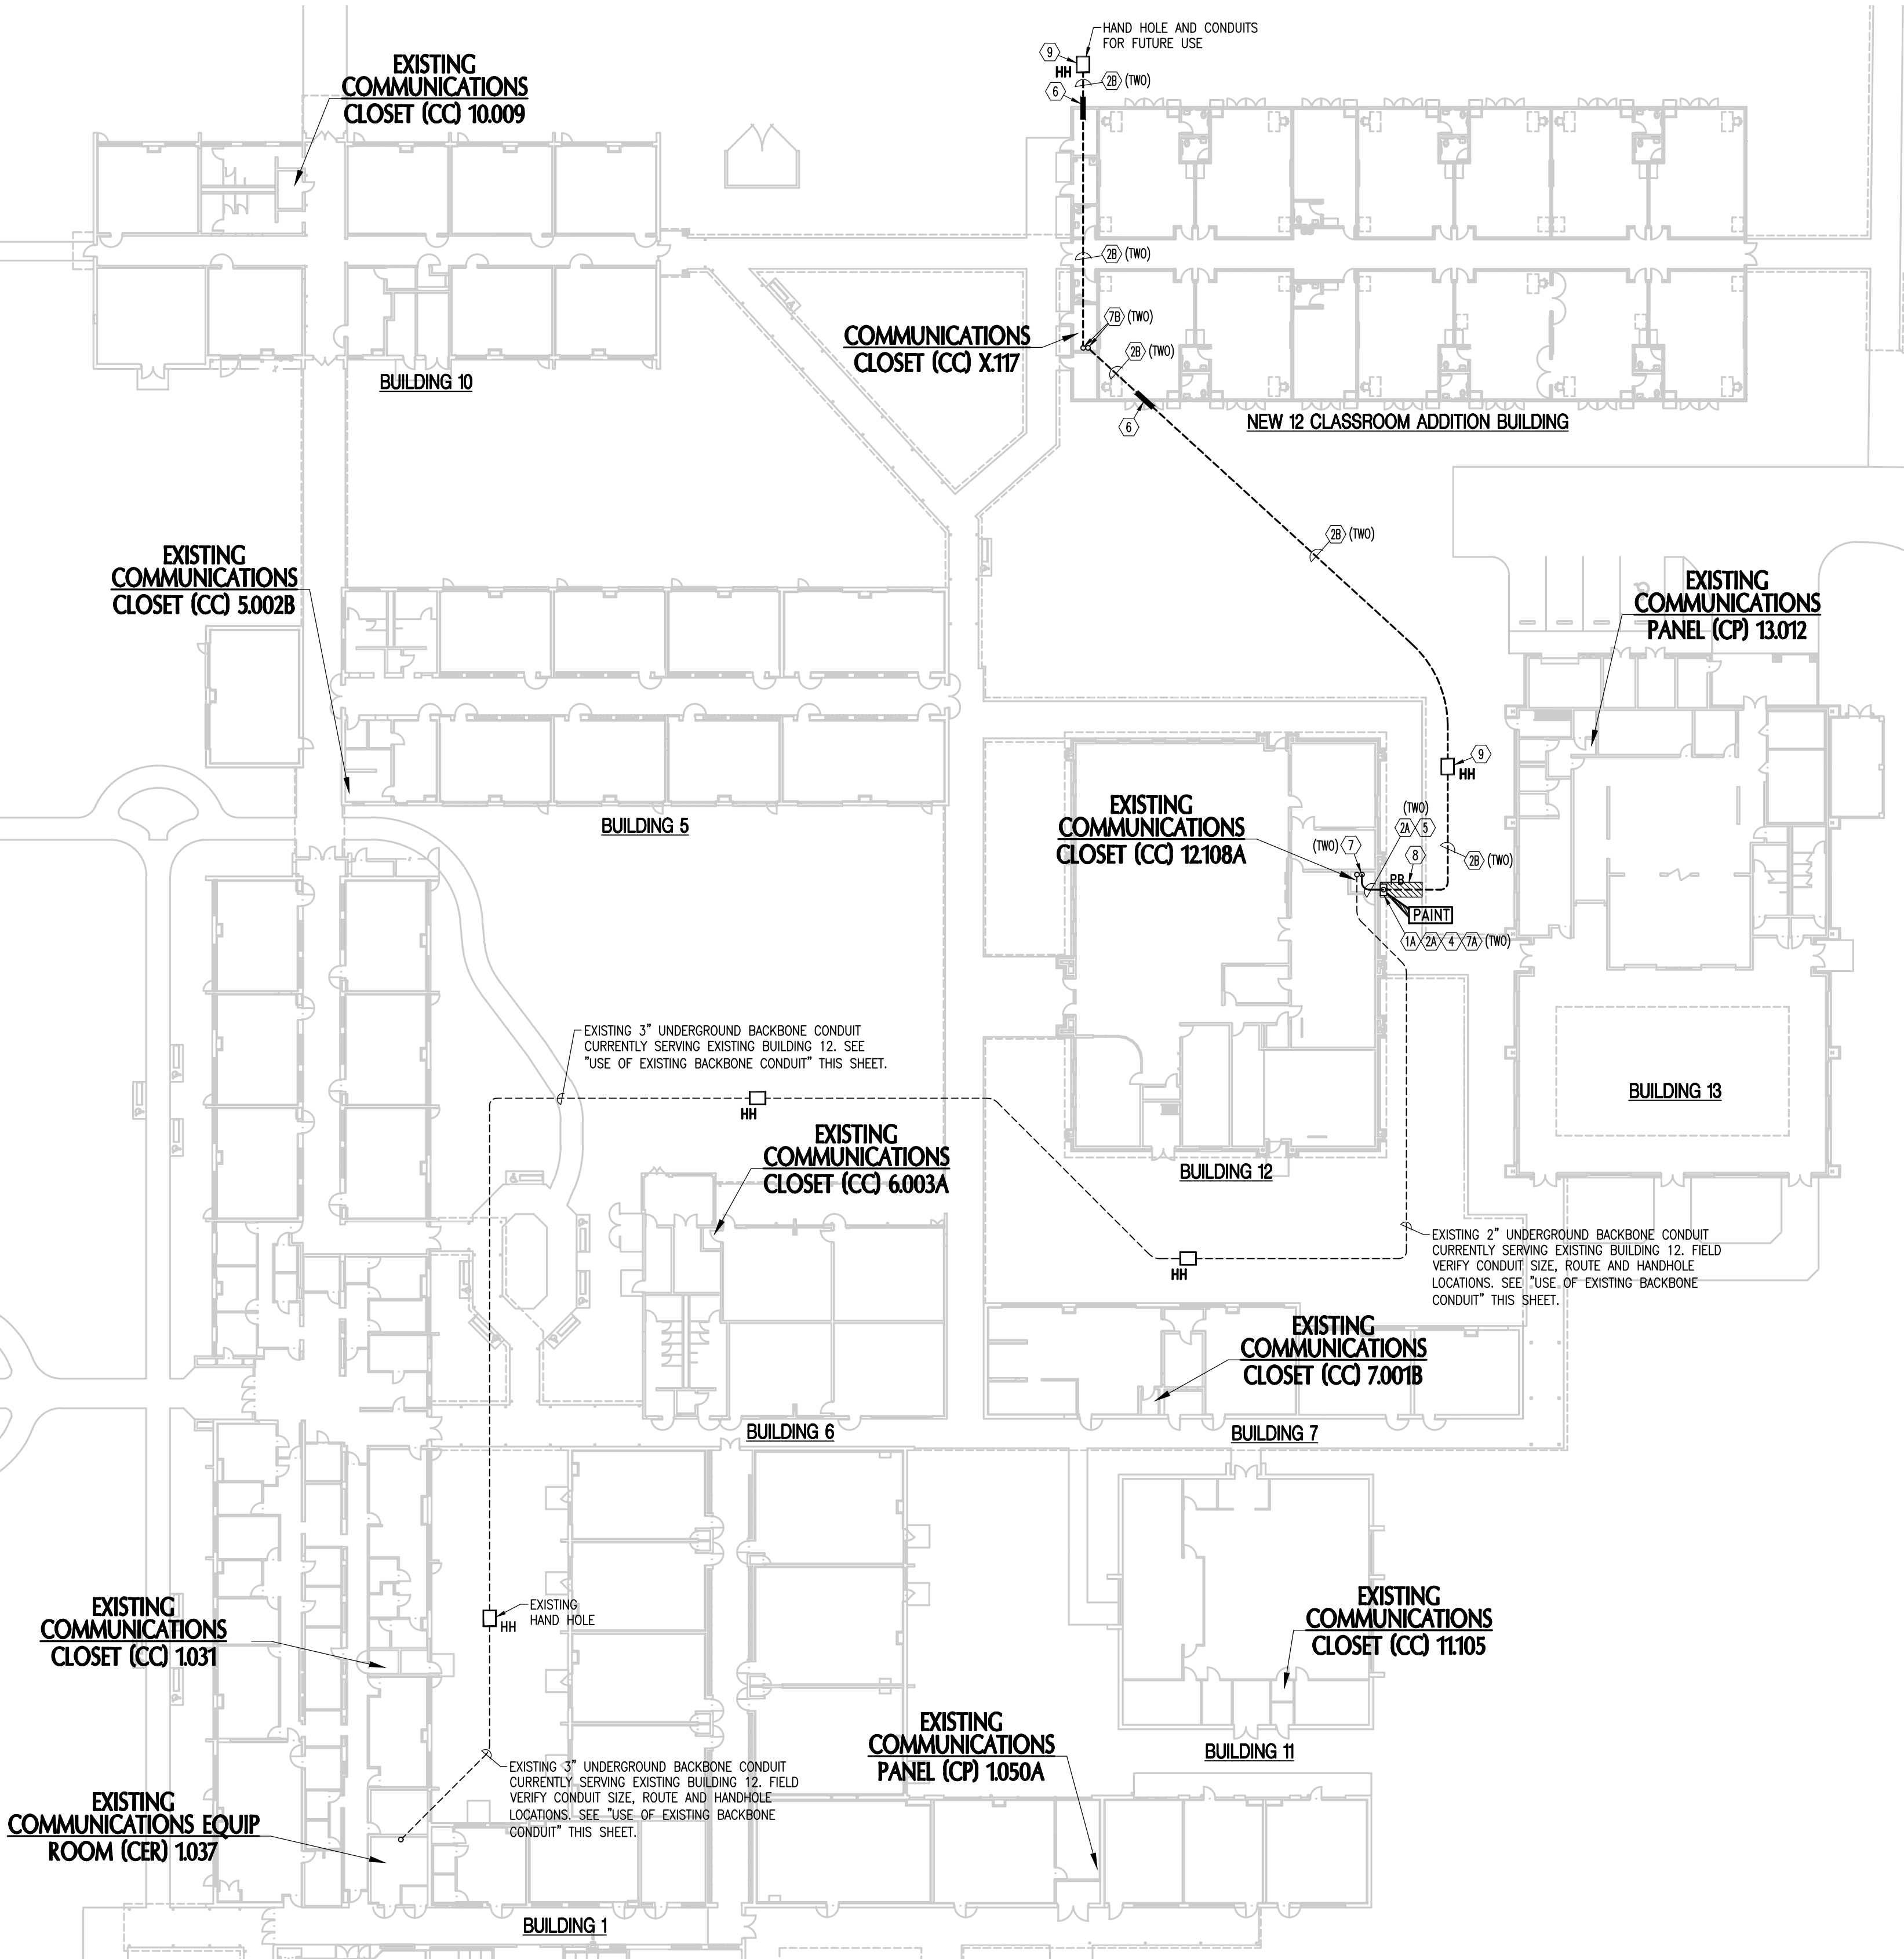 HAND HOLE AND CONDUITS
FOR FUTURE USE
9
HH
2B (TWO)
6
EXISTING
COMMUNICATIONS
CLOSET (CC) 10.009
2B (TWO)
7B (TWO)
COMMUNICATIONS
CLOSET (CC) X.117
2B (TWO)
BUILDING 10
6
NEW 12 CLASSROOM ADDITION BUILDING
2B (TWO)
EXISTING
COMMUNICATIONS
CLOSET (CC) 5.002B
EXISTING
COMMUNICATIONS
PANEL (CP) 13.012
9
HH
BUILDING 5
EXISTING
COMMUNICATIONS
CLOSET (CC) 12.108A
(TWO)
2A 5
(TWO) 7
8
2B (TWO)
PB
PAINT
1A 2A 4 7A (TWO)
EXISTING 3" UNDERGROUND BACKBONE CONDUIT
CURRENTLY SERVING EXISTING BUILDING 12. SEE
"USE OF EXISTING BACKBONE CONDUIT" THIS SHEET.
HH
BUILDING 13
EXISTING
COMMUNICATIONS
CLOSET (CC) 6.003A
BUILDING 12
EXISTING 2" UNDERGROUND BACKBONE CONDUIT
CURRENTLY SERVING EXISTING BUILDING 12. FIELD
VERIFY CONDUIT SIZE, ROUTE AND HANDHOLE
LOCATIONS. SEE "USE OF EXISTING BACKBONE
CONDUIT" THIS SHEET.
HH
EXISTING
COMMUNICATIONS
CLOSET (CC) 7.001B
BUILDING 6
BUILDING 7
EXISTING
HAND HOLE
HH
EXISTING
COMMUNICATIONS
CLOSET (CC) 1.031
EXISTING
COMMUNICATIONS
CLOSET (CC) 11.105
EXISTING
COMMUNICATIONS
PANEL (CP) 1.050A
BUILDING 11
EXISTING 3" UNDERGROUND BACKBONE CONDUIT
CURRENTLY SERVING EXISTING BUILDING 12. FIELD
VERIFY CONDUIT SIZE, ROUTE AND HANDHOLE
LOCATIONS. SEE "USE OF EXISTING BACKBONE
CONDUIT" THIS SHEET.
EXISTING
COMMUNICATIONS EQUIP
ROOM (CER) 1.037
BUILDING 1